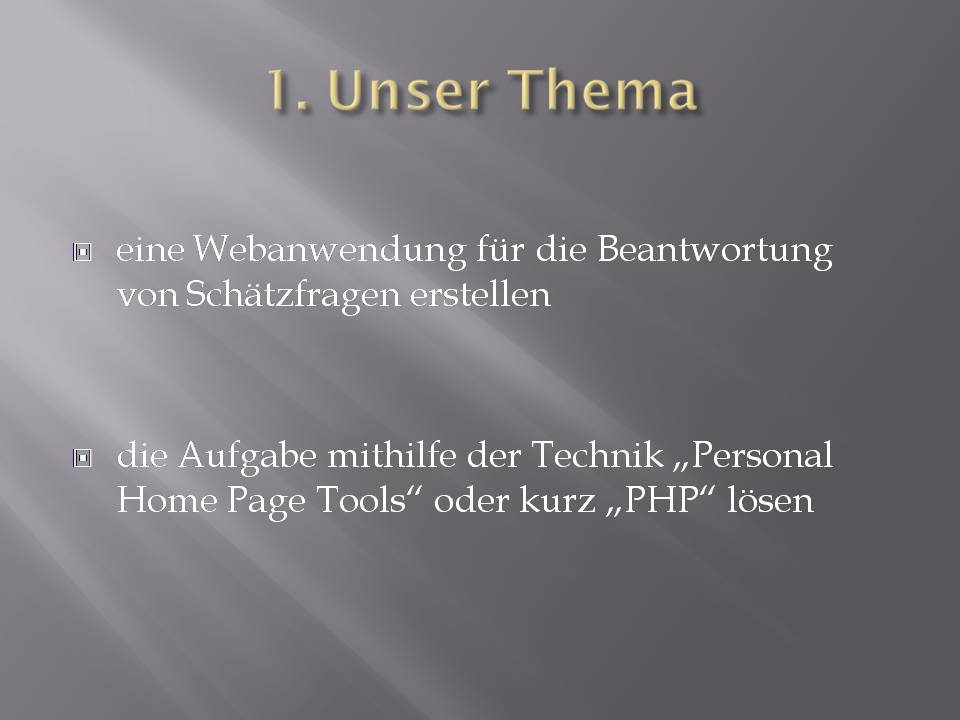 1. Unser Thema
eine Webanwendung für die Beantwortung
von Schätzfragen erstellen
die Aufgabe mithilfe der Technik „Personal
Home Page Tools“ oder kurz „PHP“ lösen